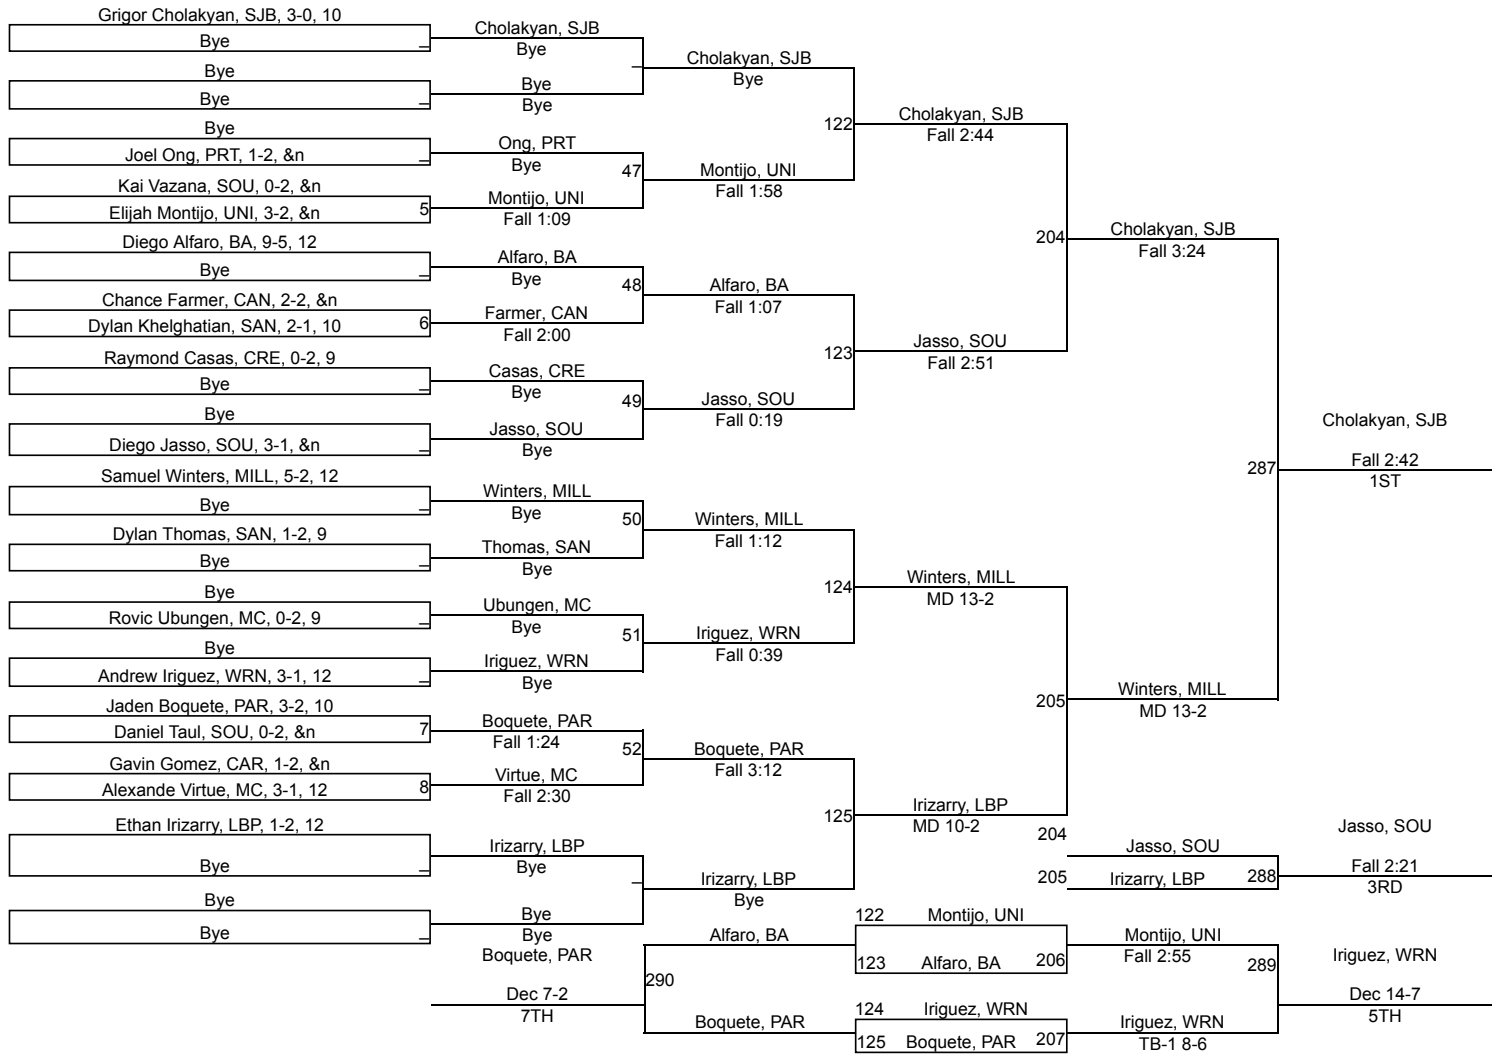 Grigor Cholakyan, SJB, 3-0, 10
Bye
Bye
Bye
Bye
Joel Ong, PRT, 1-2, &n
Kai Vazana, SOU, 0-2, &n
Elijah Montijo, UNI, 3-2, &n
5
Diego Alfaro, BA, 9-5, 12
Bye
Chance Farmer, CAN, 2-2, &n
Dylan Khelghatian, SAN, 2-1, 10
6
Raymond Casas, CRE, 0-2, 9
Bye
Bye
Diego Jasso, SOU, 3-1, &n
Samuel Winters, MILL, 5-2, 12
Bye
Dylan Thomas, SAN, 1-2, 9
Bye
Bye
Rovic Ubungen, MC, 0-2, 9
Bye
Andrew Iriguez, WRN, 3-1, 12
Jaden Boquete, PAR, 3-2, 10
Daniel Taul, SOU, 0-2, &n
7
Gavin Gomez, CAR, 1-2, &n
Alexande Virtue, MC, 3-1, 12
8
Ethan Irizarry, LBP, 1-2, 12
Bye
Bye
Bye
Cholakyan, SJB
Bye
Bye
Bye
Ong, PRT
Bye
47
Montijo, UNI
Fall 1:09
Alfaro, BA
Bye
48
Farmer, CAN
Fall 2:00
Casas, CRE
Bye
49
Jasso, SOU
Bye
Winters, MILL
Bye
50
Thomas, SAN
Bye
Ubungen, MC
Bye
51
Iriguez, WRN
Bye
Boquete, PAR
Fall 1:24
52
Virtue, MC
Fall 2:30
Irizarry, LBP
Bye
Bye
Bye
Cholakyan, SJB
Bye
122
Montijo, UNI
Fall 1:58
Alfaro, BA
Fall 1:07
123
Jasso, SOU
Fall 0:19
Winters, MILL
Fall 1:12
124
Iriguez, WRN
Fall 0:39
Boquete, PAR
Fall 3:12
125
Irizarry, LBP
Bye
Cholakyan, SJB
Fall 2:44
204
Jasso, SOU
Fall 2:51
Winters, MILL
MD 13-2
205
Irizarry, LBP
MD 10-2
Cholakyan, SJB
Fall 3:24
287
Winters, MILL
MD 13-2
Cholakyan, SJB
Fall 2:42
1ST
204
Jasso, SOU
205
Irizarry, LBP
288
Jasso, SOU
Fall 2:21
3RD
122
Montijo, UNI
123
Alfaro, BA
206
124
Iriguez, WRN
125
Boquete, PAR
207
Montijo, UNI
Fall 2:55
289
Iriguez, WRN
TB-1 8-6
Iriguez, WRN
Dec 14-7
5TH
Alfaro, BA
290
Boquete, PAR
Boquete, PAR
Dec 7-2
7TH